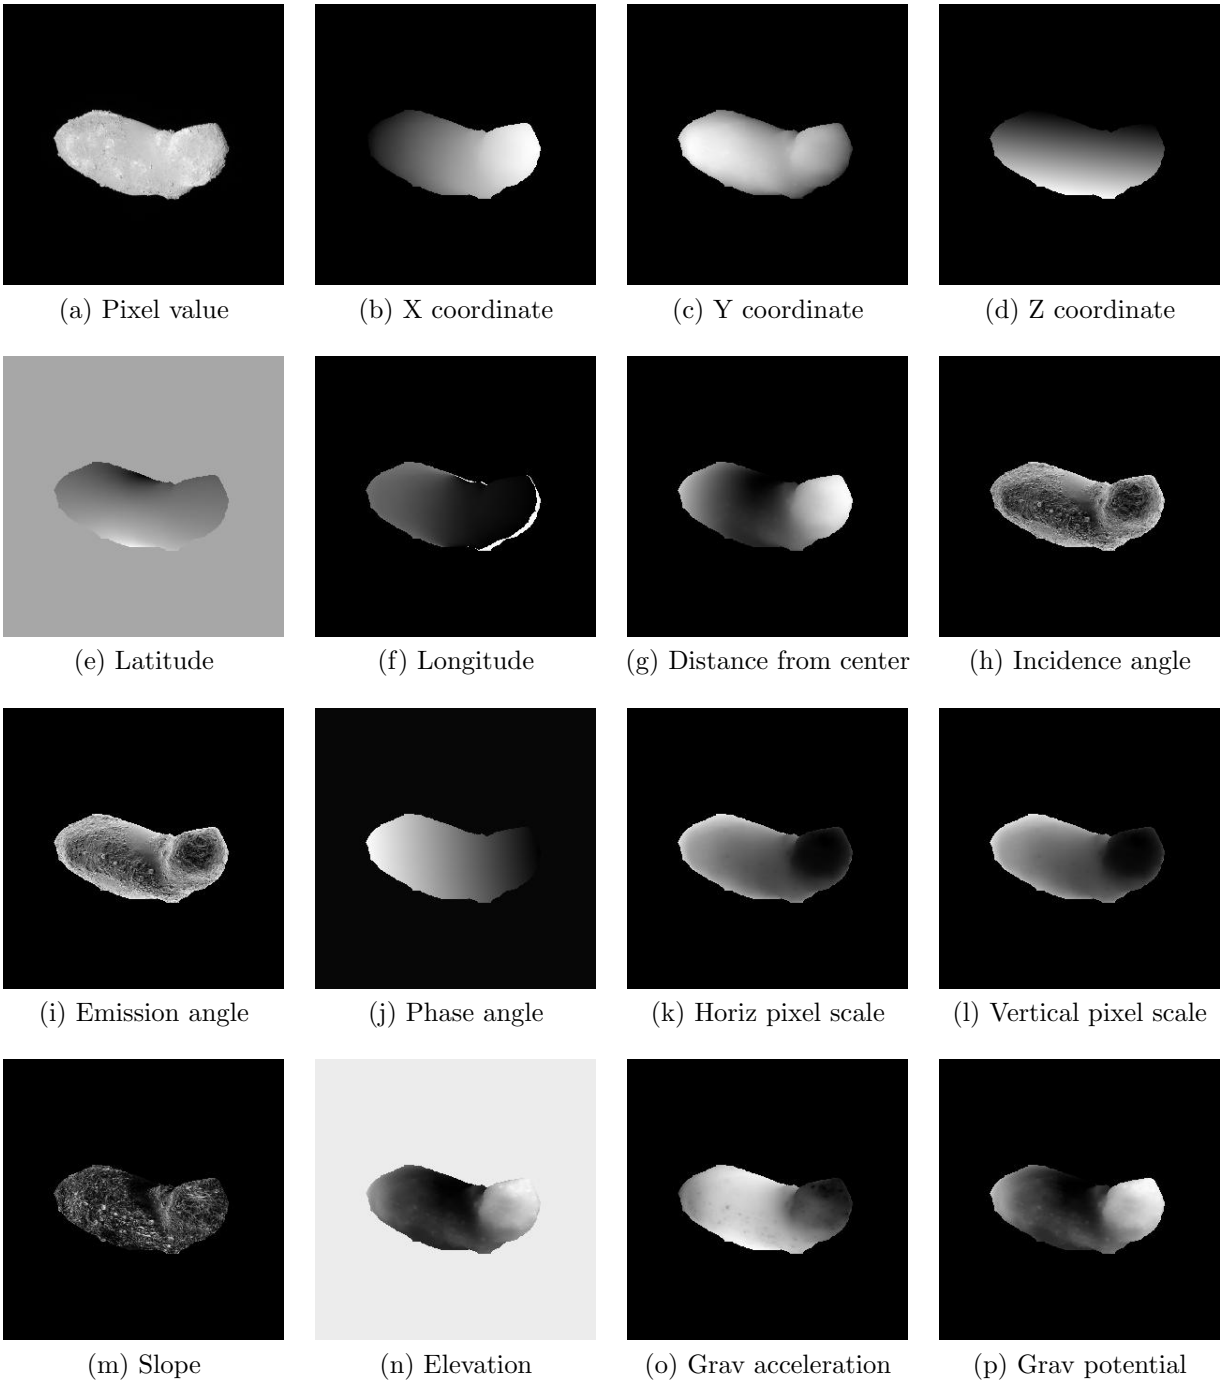 (a) Pixel value
(b) X coordinate
(c) Y coordinate
(d) Z coordinate
(e) Latitude
(f) Longitude
(g) Distance from center
(h) Incidence angle
(i) Emission angle
(j) Phase angle
(k) Horiz pixel scale
(l) Vertical pixel scale
(m) Slope
(n) Elevation
(o) Grav acceleration
(p) Grav potential